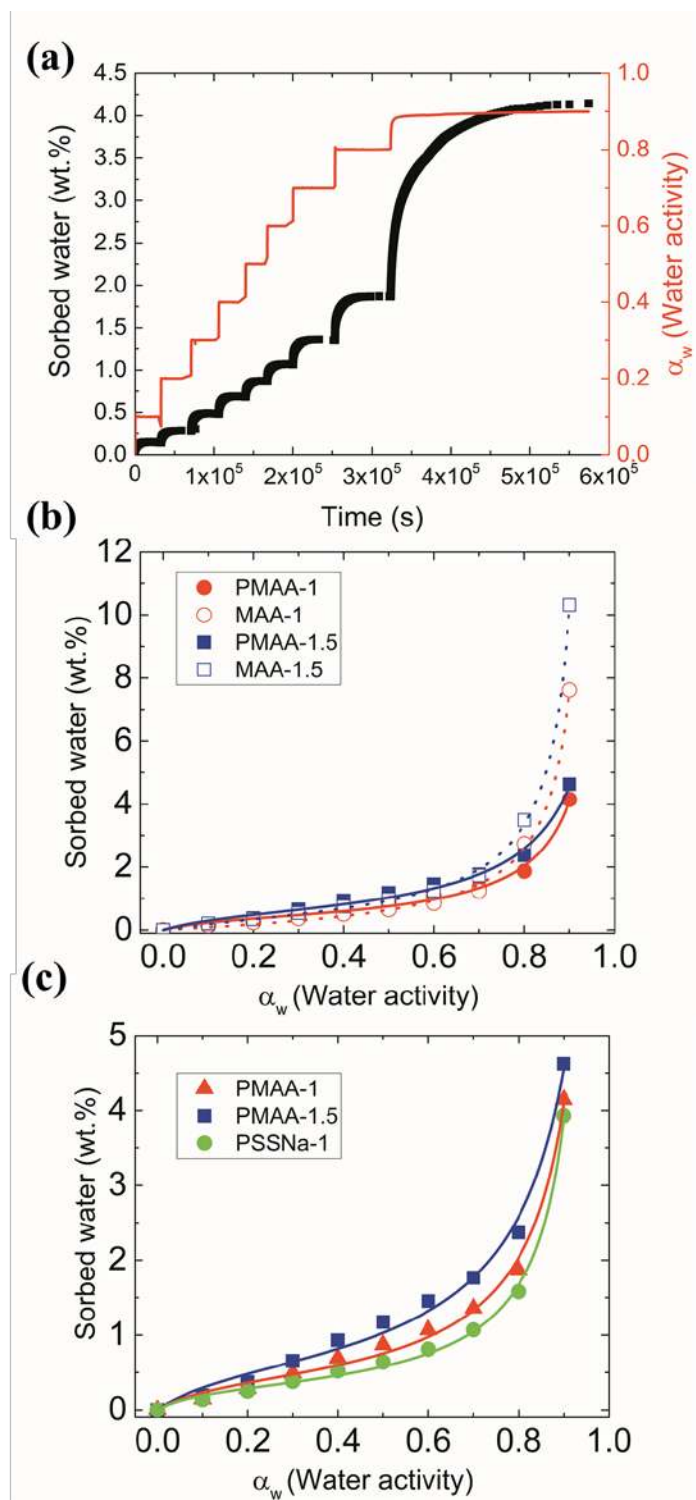 (a)
4.5
4.0
3.5
3.0
2.5
2.0
1.5
1.0
0.5
0.0
Sorbed water (wt.%)
1.0
0.8
0.6
0.4
0.2
0.0
α_w (Water activity)
0 1x10⁵ 2x10⁵ 3x10⁵ 4x10⁵ 5x10⁵ 6x10⁵
Time (s)
(b)
12
10
8
6
4
2
0
Sorbed water (wt.%)
PMAA-1
MAA-1
PMAA-1.5
MAA-1.5
0.0 0.2 0.4 0.6 0.8 1.0
α_w (Water activity)
(c)
5
4
3
2
1
0
Sorbed water (wt.%)
PMAA-1
PMAA-1.5
PSSNa-1
0.0 0.2 0.4 0.6 0.8 1.0
α_w (Water activity)